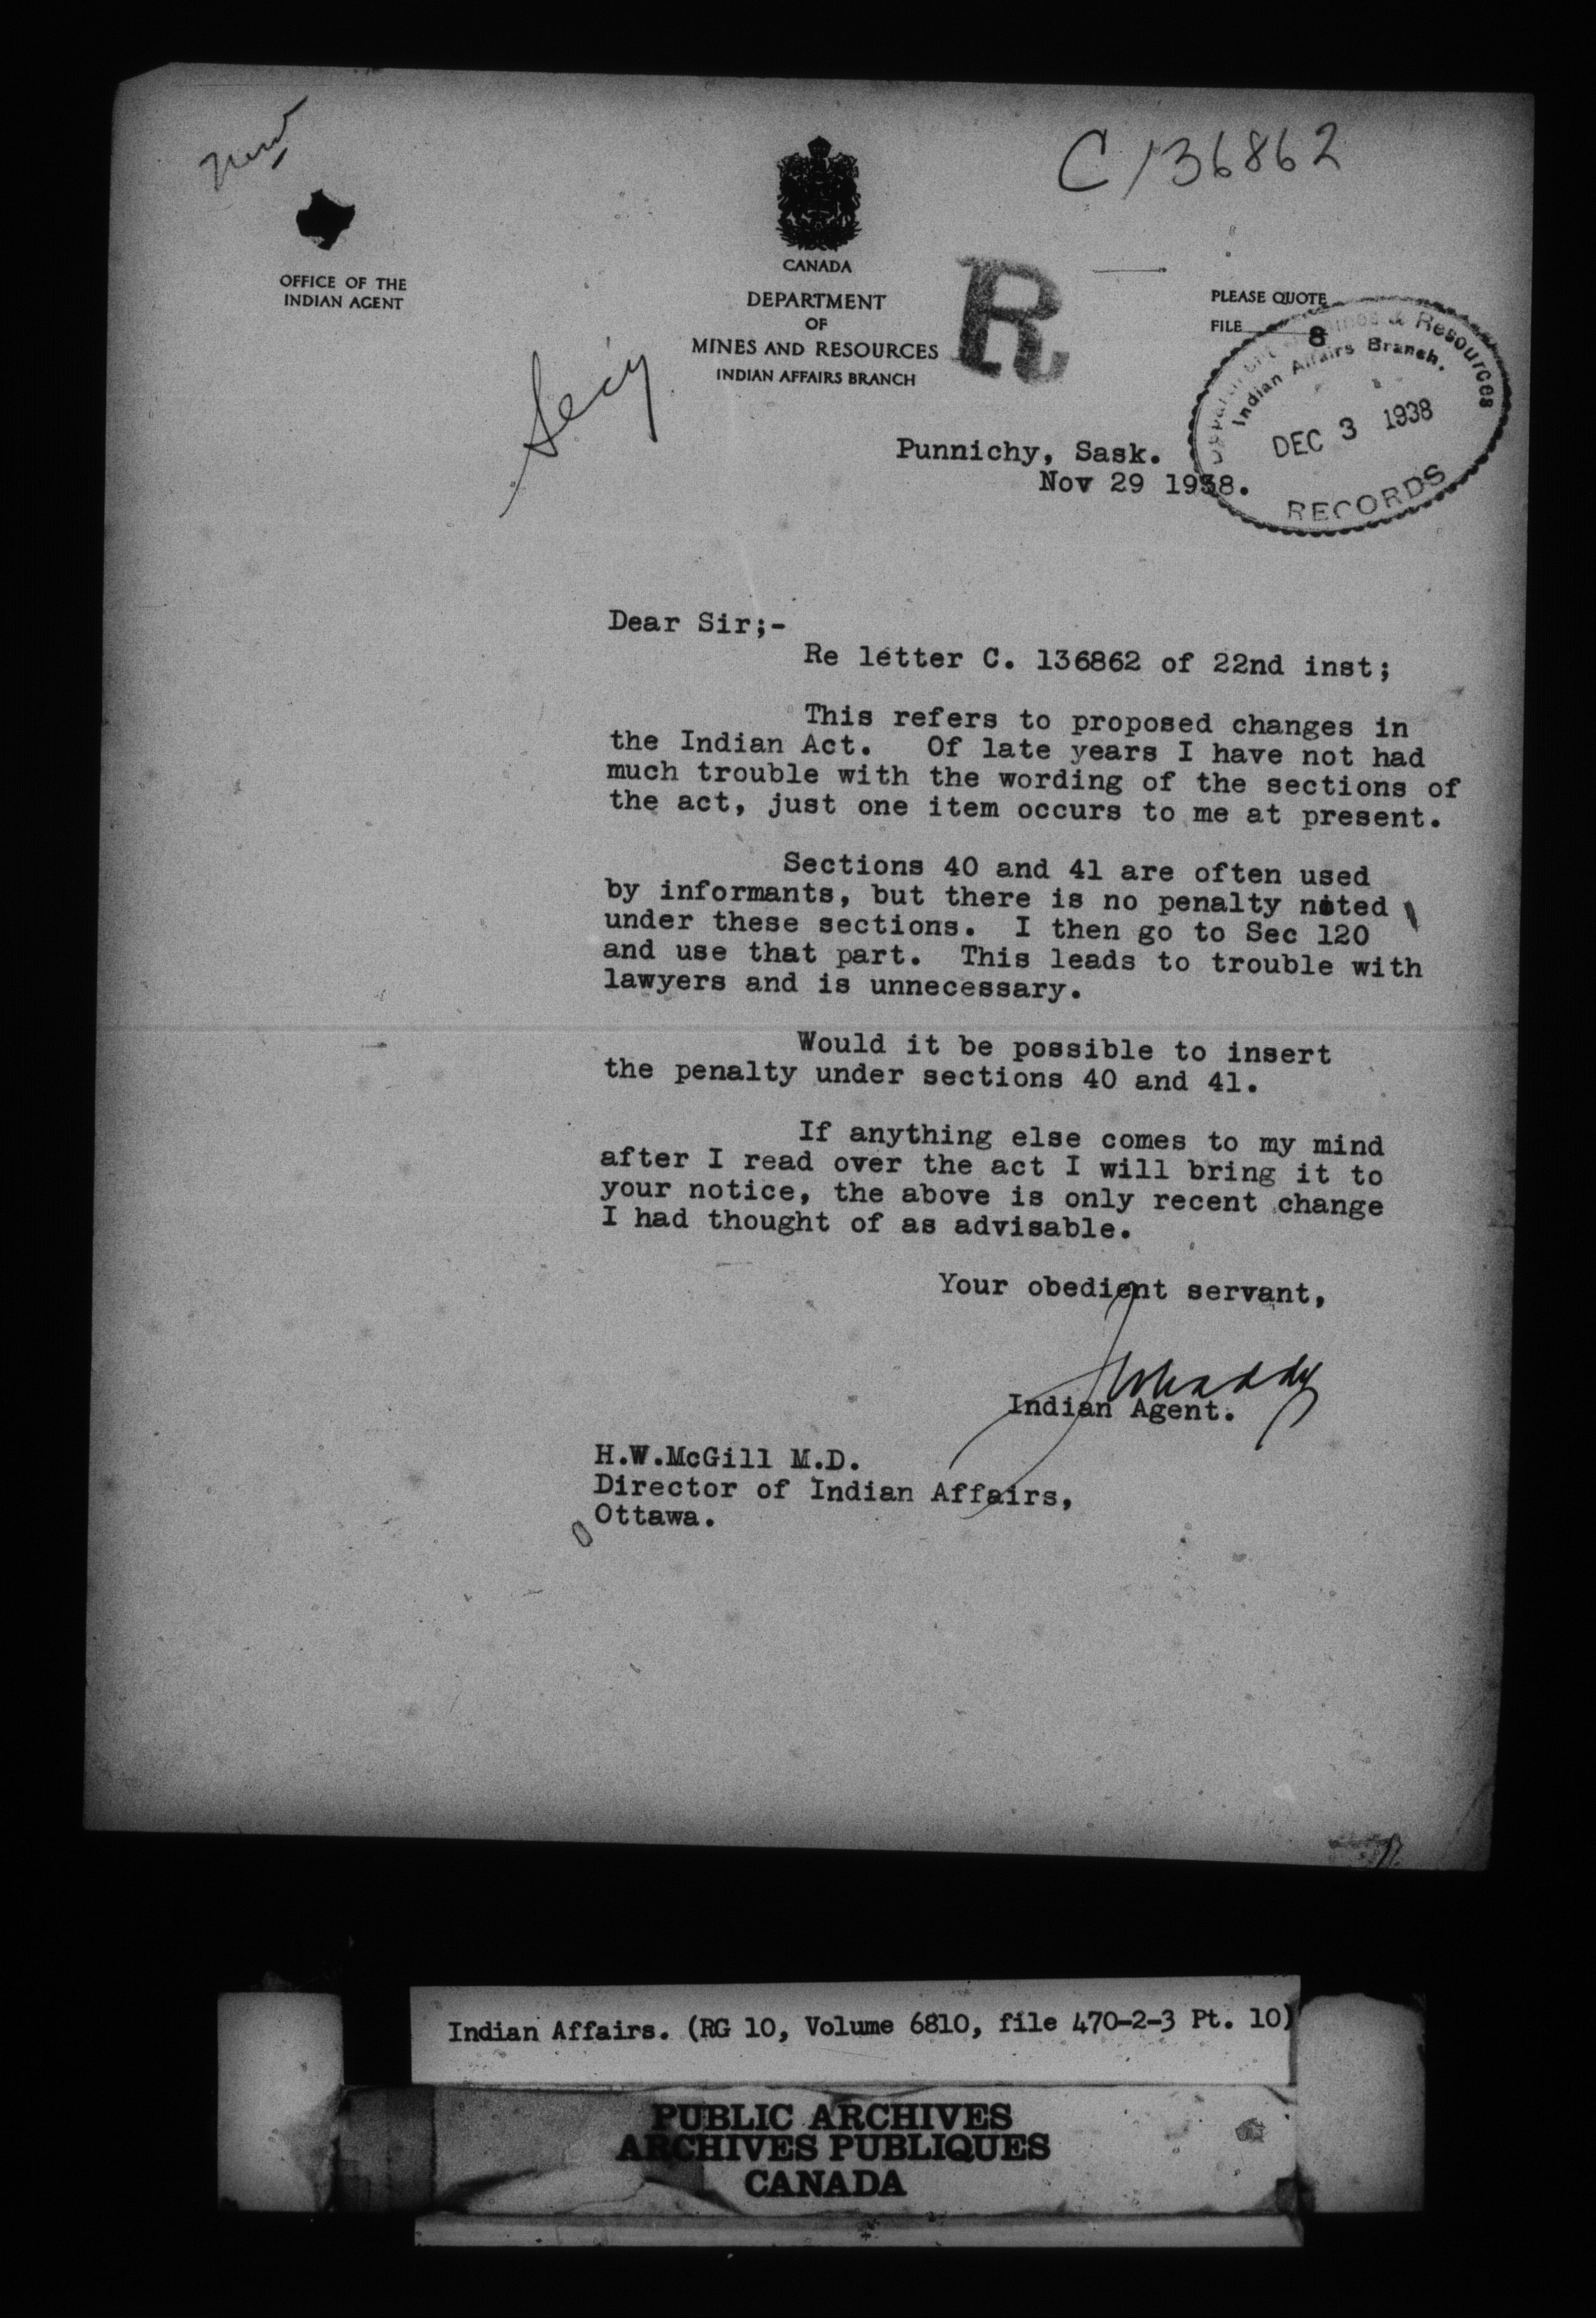 C 136862
OFFICE OF THE
INDIAN AGENT
CANADA
DEPARTMENT
OF
MINES AND RESOURCES
INDIAN AFFAIRS BRANCH
R
PLEASE QUOTE
FILE
8
Mines & Resources
Indian Affairs Branch.
DEC 3 1938
RECORDS
Sec'y
Punnichy, Sask.
Nov 29 1938.
Dear Sir;-
Re letter C. 136862 of 22nd inst;
This refers to proposed changes in
the Indian Act. Of late years I have not had
much trouble with the wording of the sections of
the act, just one item occurs to me at present.
Sections 40 and 41 are often used
by informants, but there is no penalty noted
under these sections. I then go to Sec 120
and use that part. This leads to trouble with
lawyers and is unnecessary.
Would it be possible to insert
the penalty under sections 40 and 41.
If anything else comes to my mind
after I read over the act I will bring it to
your notice, the above is only recent change
I had thought of as advisable.
Your obedient servant,
Indian Agent.
H.W.McGill M.D.
Director of Indian Affairs,
Ottawa.
Indian Affairs. (RG 10, Volume 6810, file 470-2-3 Pt. 10)
PUBLIC ARCHIVES
ARCHIVES PUBLIQUES
CANADA